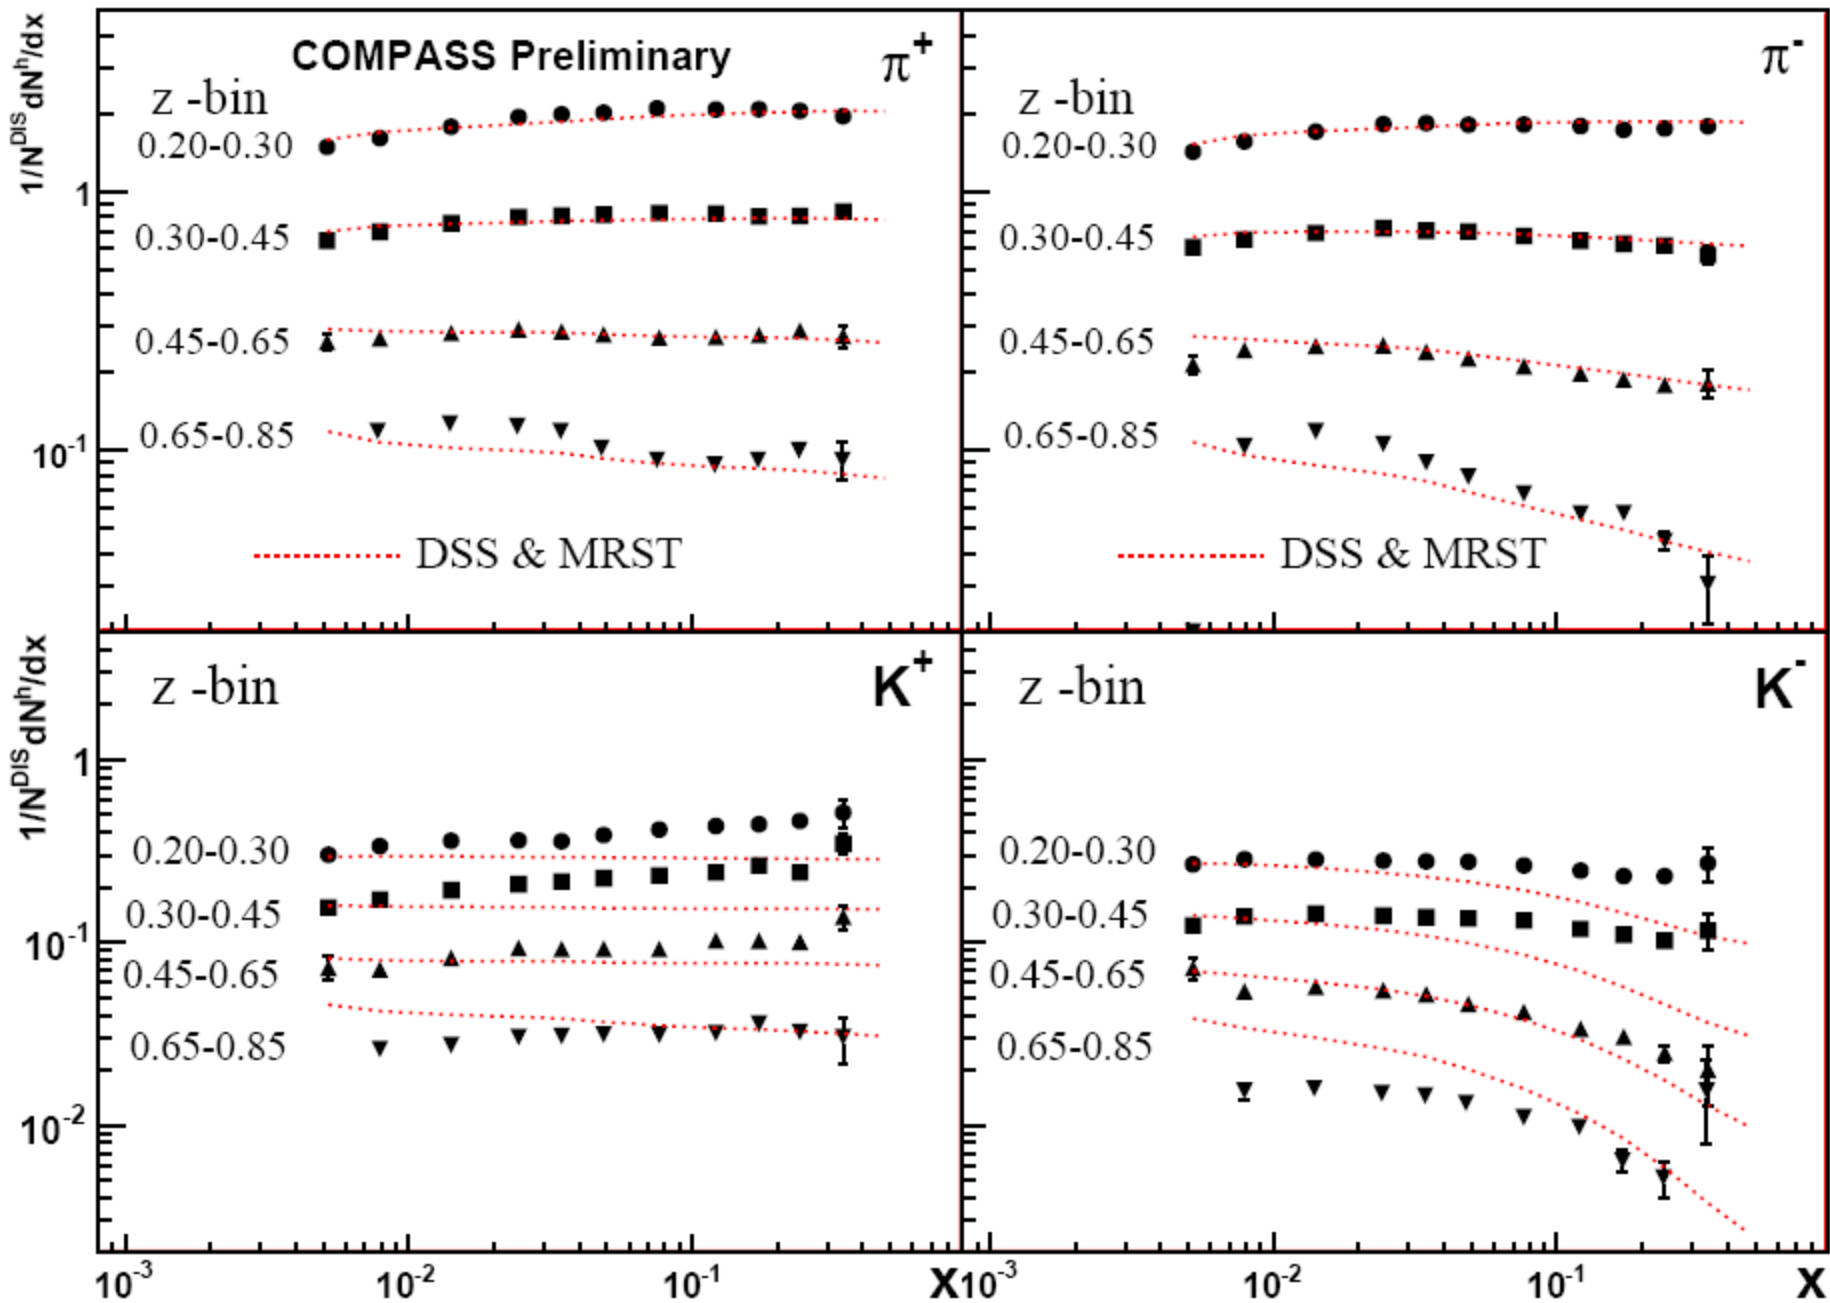 COMPASS Preliminary
π+
z -bin
0.20-0.30
0.30-0.45
0.45-0.65
0.65-0.85
DSS & MRST
1/N^DIS dN^h/dx
1
10^-1
π-
z -bin
0.20-0.30
0.30-0.45
0.45-0.65
0.65-0.85
DSS & MRST
K+
z -bin
0.20-0.30
0.30-0.45
0.45-0.65
0.65-0.85
1/N^DIS dN^h/dx
1
10^-1
10^-2
K-
z -bin
0.20-0.30
0.30-0.45
0.45-0.65
0.65-0.85
10^-3 10^-2 10^-1 X
10^-3 10^-2 10^-1 X